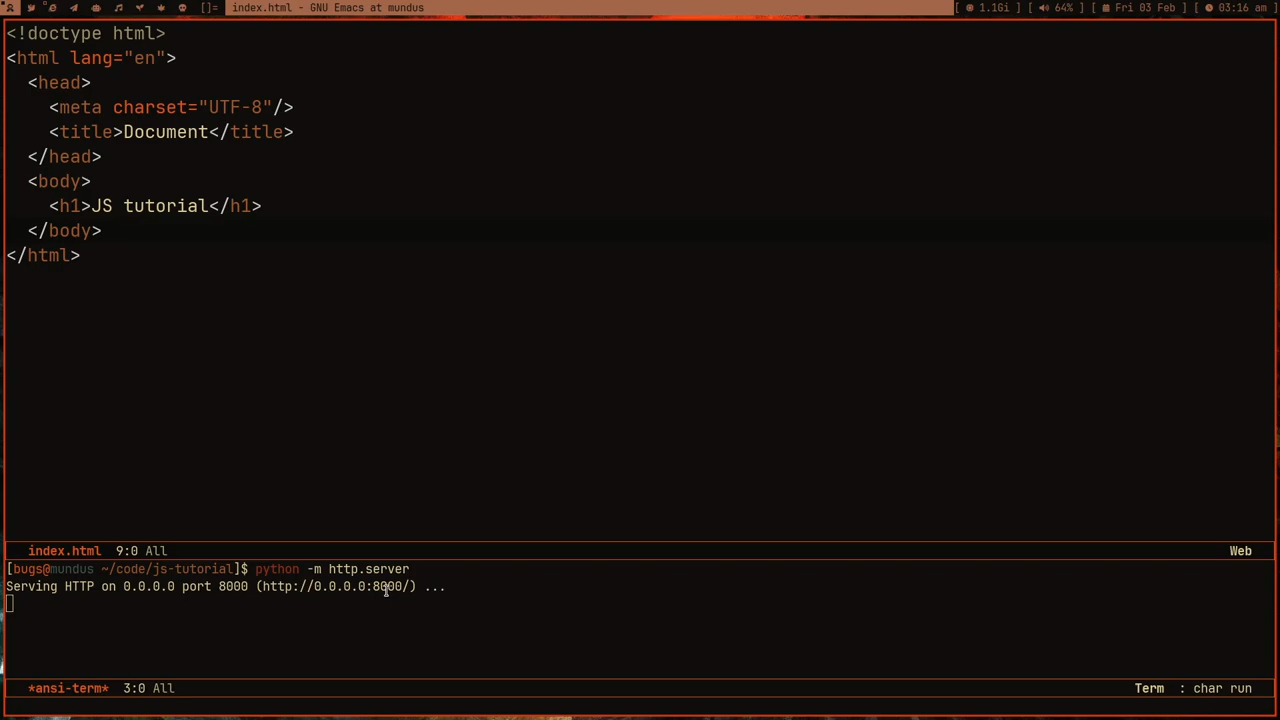 []= index.html - GNU Emacs at mundus [ 1.1Gi ] [ 64% ] [ Fri 03 Feb ] [ 03:16 am ]
<!doctype html>
<html lang="en">
  <head>
    <meta charset="UTF-8"/>
    <title>Document</title>
  </head>
  <body>
    <h1>JS tutorial</h1>
  </body>
</html>
index.html 9:0 All Web
[bugs@mundus ~/code/js-tutorial]$ python -m http.server
Serving HTTP on 0.0.0.0 port 8000 (http://0.0.0.0:8000/) ...
*ansi-term* 3:0 All Term : char run